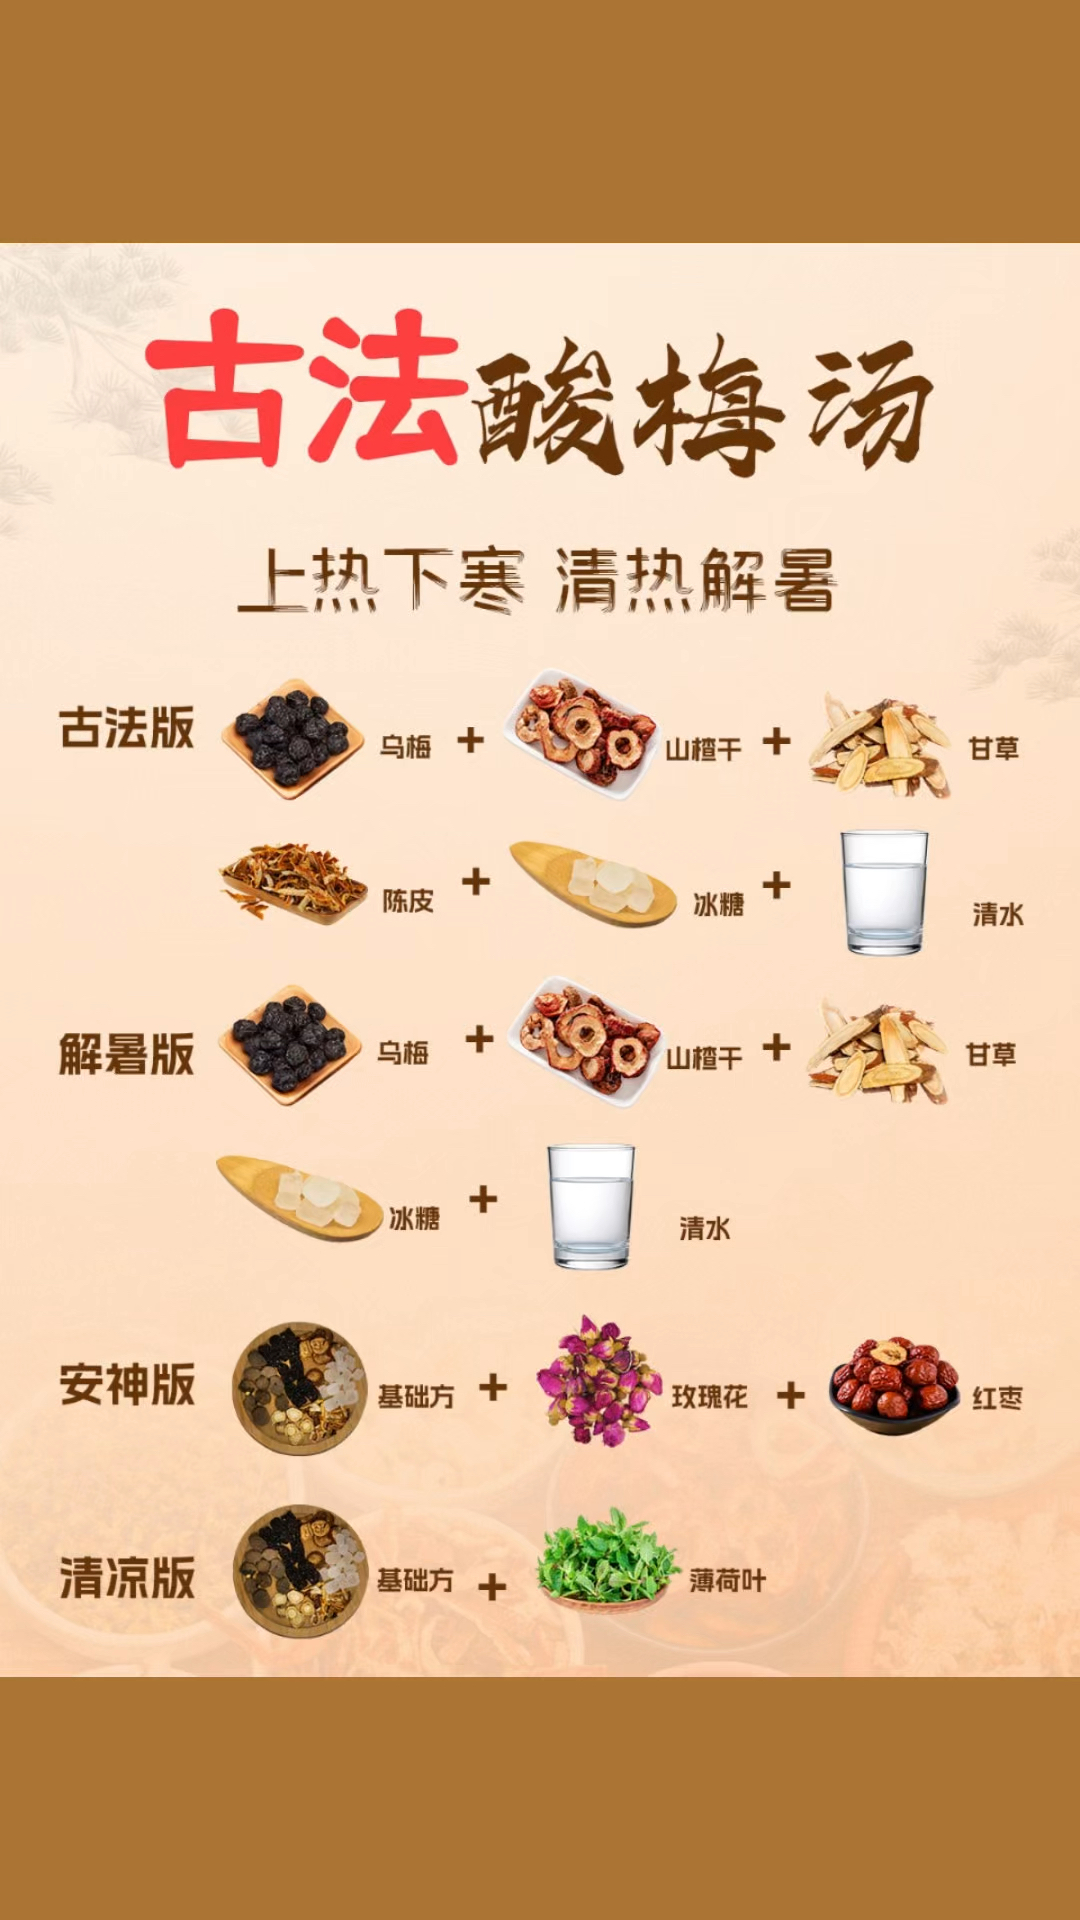 古法酸梅汤
上热下寒 清热解暑
古法版 乌梅 + 山楂干 + 甘草
陈皮 + 冰糖 + 清水
解暑版 乌梅 + 山楂干 + 甘草
冰糖 + 清水
安神版 基础方 + 玫瑰花 + 红枣
清凉版 基础方 + 薄荷叶